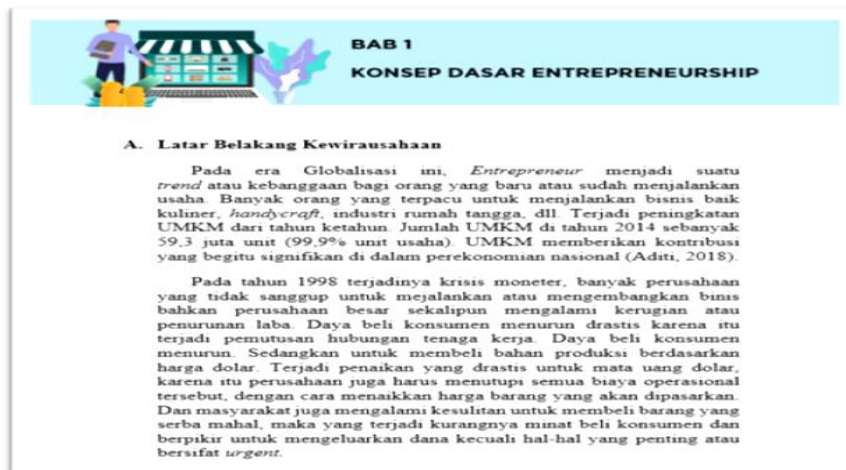 BAB 1
KONSEP DASAR ENTREPRENEURSHIP
A. Latar Belakang Kewirausahaan
Pada era Globalisasi ini, Entrepreneur menjadi suatu
trend atau kebanggaan bagi orang yang baru atau sudah menjalankan
usaha. Banyak orang yang terpacu untuk menjalankan bisnis baik
kuliner, handycraft, industri rumah tangga, dll. Terjadi peningkatan
UMKM dari tahun ketahun. Jumlah UMKM di tahun 2014 sebanyak
59,3 juta unit (99,9% unit usaha). UMKM memberikan kontribusi
yang begitu signifikan di dalam perekonomian nasional (Aditi, 2018).
Pada tahun 1998 terjadinya krisis moneter, banyak perusahaan
yang tidak sanggup untuk mejalankan atau mengembangkan binis
bahkan perusahaan besar sekalipun mengalami kerugian atau
penurunan laba. Daya beli konsumen menurun drastis karena itu
terjadi pemutusan hubungan tenaga kerja. Daya beli konsumen
menurun. Sedangkan untuk membeli bahan produksi berdasarkan
harga dolar. Terjadi penaikan yang drastis untuk mata uang dolar,
karena itu perusahaan juga harus menutupi semua biaya operasional
tersebut, dengan cara menaikkan harga barang yang akan dipasarkan.
Dan masyarakat juga mengalami kesulitan untuk membeli barang yang
serba mahal, maka yang terjadi kurangnya minat beli konsumen dan
berpikir untuk mengeluarkan dana kecuali hal-hal yang penting atau
bersifat urgent.